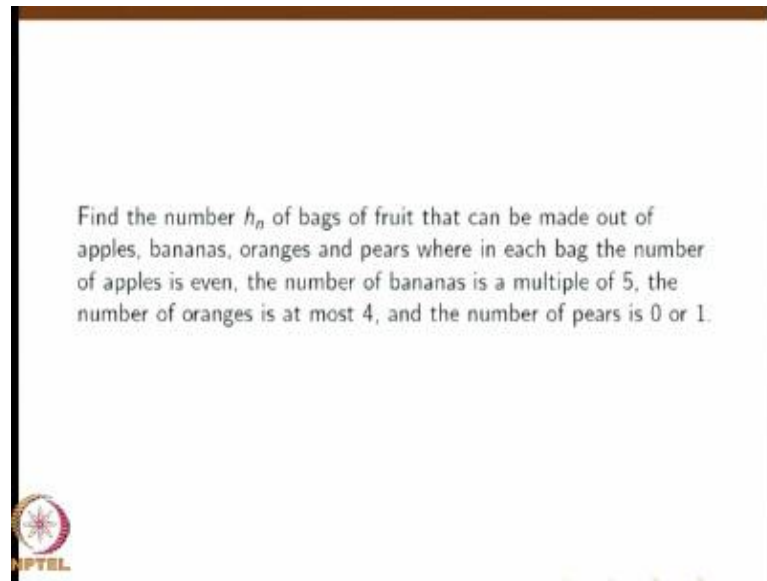 Find the number hₙ of bags of fruit that can be made out of
apples, bananas, oranges and pears where in each bag the number
of apples is even, the number of bananas is a multiple of 5, the
number of oranges is at most 4, and the number of pears is 0 or 1.
NPTEL